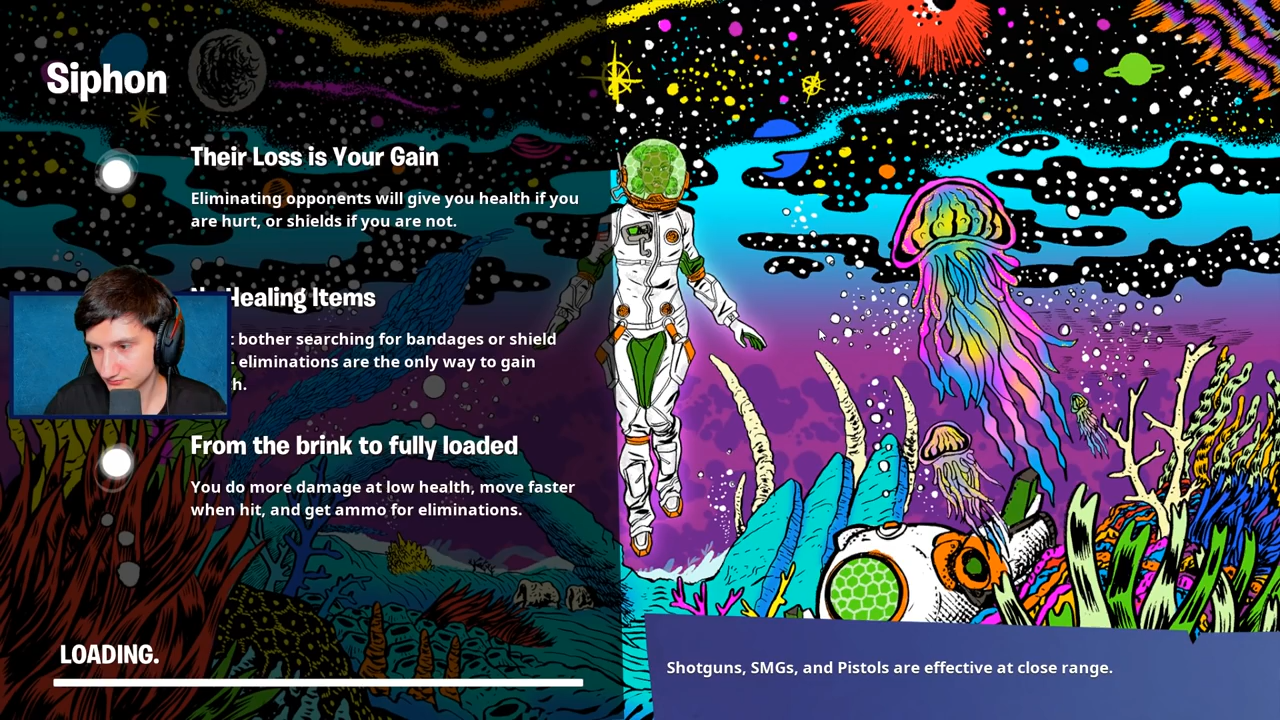 Siphon
Their Loss is Your Gain
Eliminating opponents will give you health if you
are hurt, or shields if you are not.
Healing Items
bother searching for bandages or shield
eliminations are the only way to gain
From the brink to fully loaded
You do more damage at low health, move faster
when hit, and get ammo for eliminations.
LOADING.
Shotguns, SMGs, and Pistols are effective at close range.